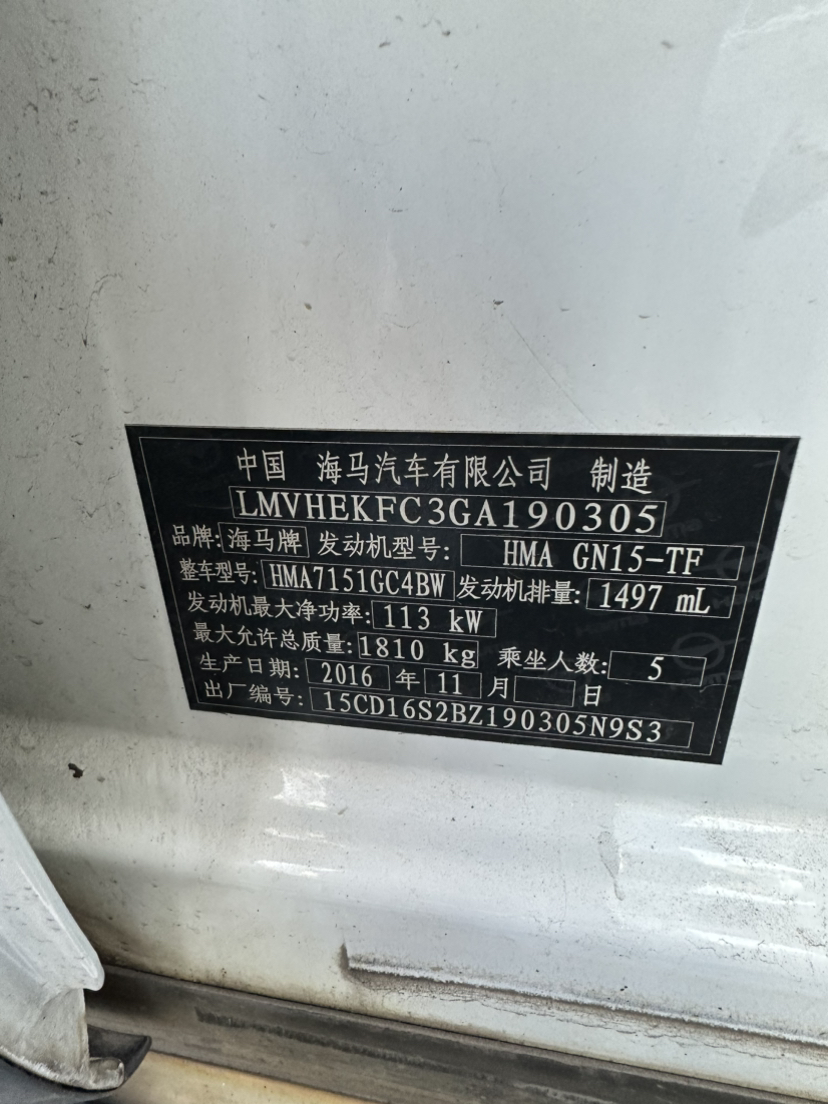 中国 海马汽车有限公司 制造
LMVHEKFC3GA190305
品牌: 海马牌 发动机型号: HMA GN15-TF
整车型号: HMA7151GC4BW 发动机排量: 1497 mL
发动机最大净功率: 113 kW
最大允许总质量: 1810 kg 乘坐人数: 5
生产日期: 2016 年 11 月 日
出厂编号: 15CD16S2BZ190305N9S3